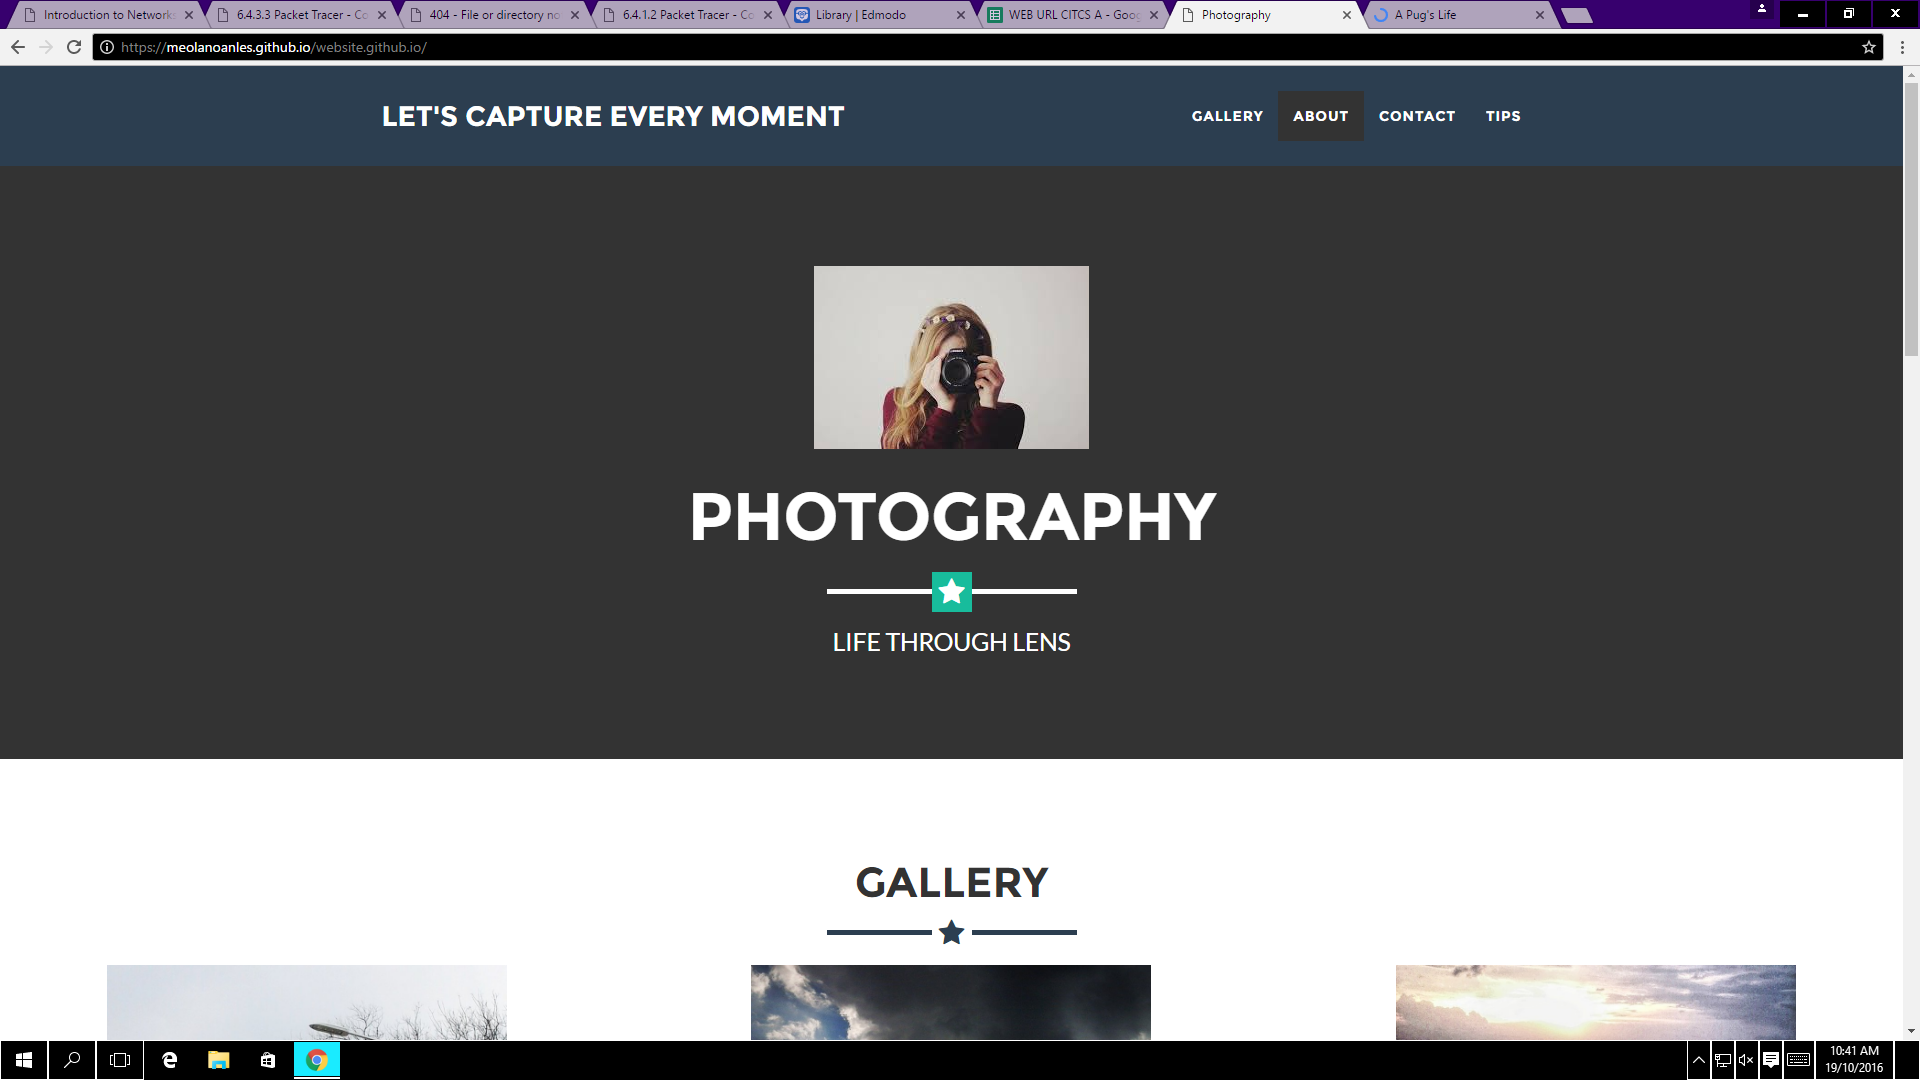 Introduction to Network
6.4.3.3 Packet Tracer - Co
404 - File or directory no
6.4.1.2 Packet Tracer - Co
Library | Edmodo
WEB URL CITCS A - Goog
Photography
A Pug's Life
https://meolanoanles.github.io/website.github.io/
LET'S CAPTURE EVERY MOMENT
GALLERY
ABOUT
CONTACT
TIPS
PHOTOGRAPHY
LIFE THROUGH LENS
GALLERY
10:41 AM
19/10/2016